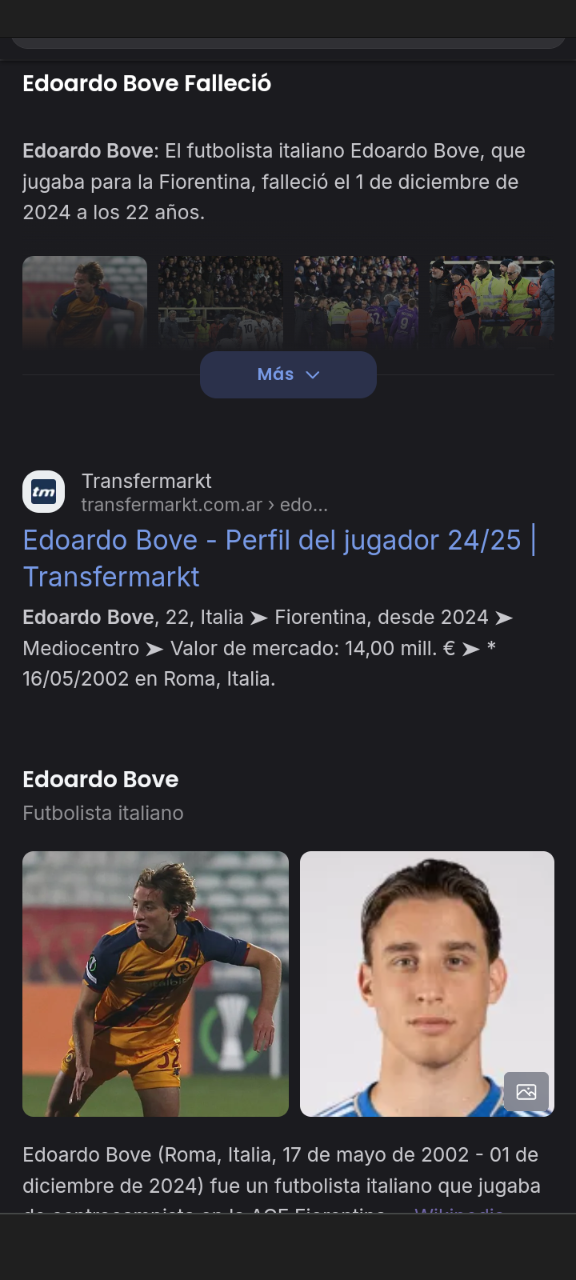 Edoardo Bove Falleció
Edoardo Bove: El futbolista italiano Edoardo Bove, que
jugaba para la Fiorentina, falleció el 1 de diciembre de
2024 a los 22 años.
Más
tm
Transfermarkt
transfermarkt.com.ar › edo...
Edoardo Bove - Perfil del jugador 24/25 |
Transfermarkt
Edoardo Bove, 22, Italia ➤ Fiorentina, desde 2024 ➤
Mediocentro ➤ Valor de mercado: 14,00 mill. € ➤ *
16/05/2002 en Roma, Italia.
Edoardo Bove
Futbolista italiano
52
Edoardo Bove (Roma, Italia, 17 de mayo de 2002 - 01 de
diciembre de 2024) fue un futbolista italiano que jugaba